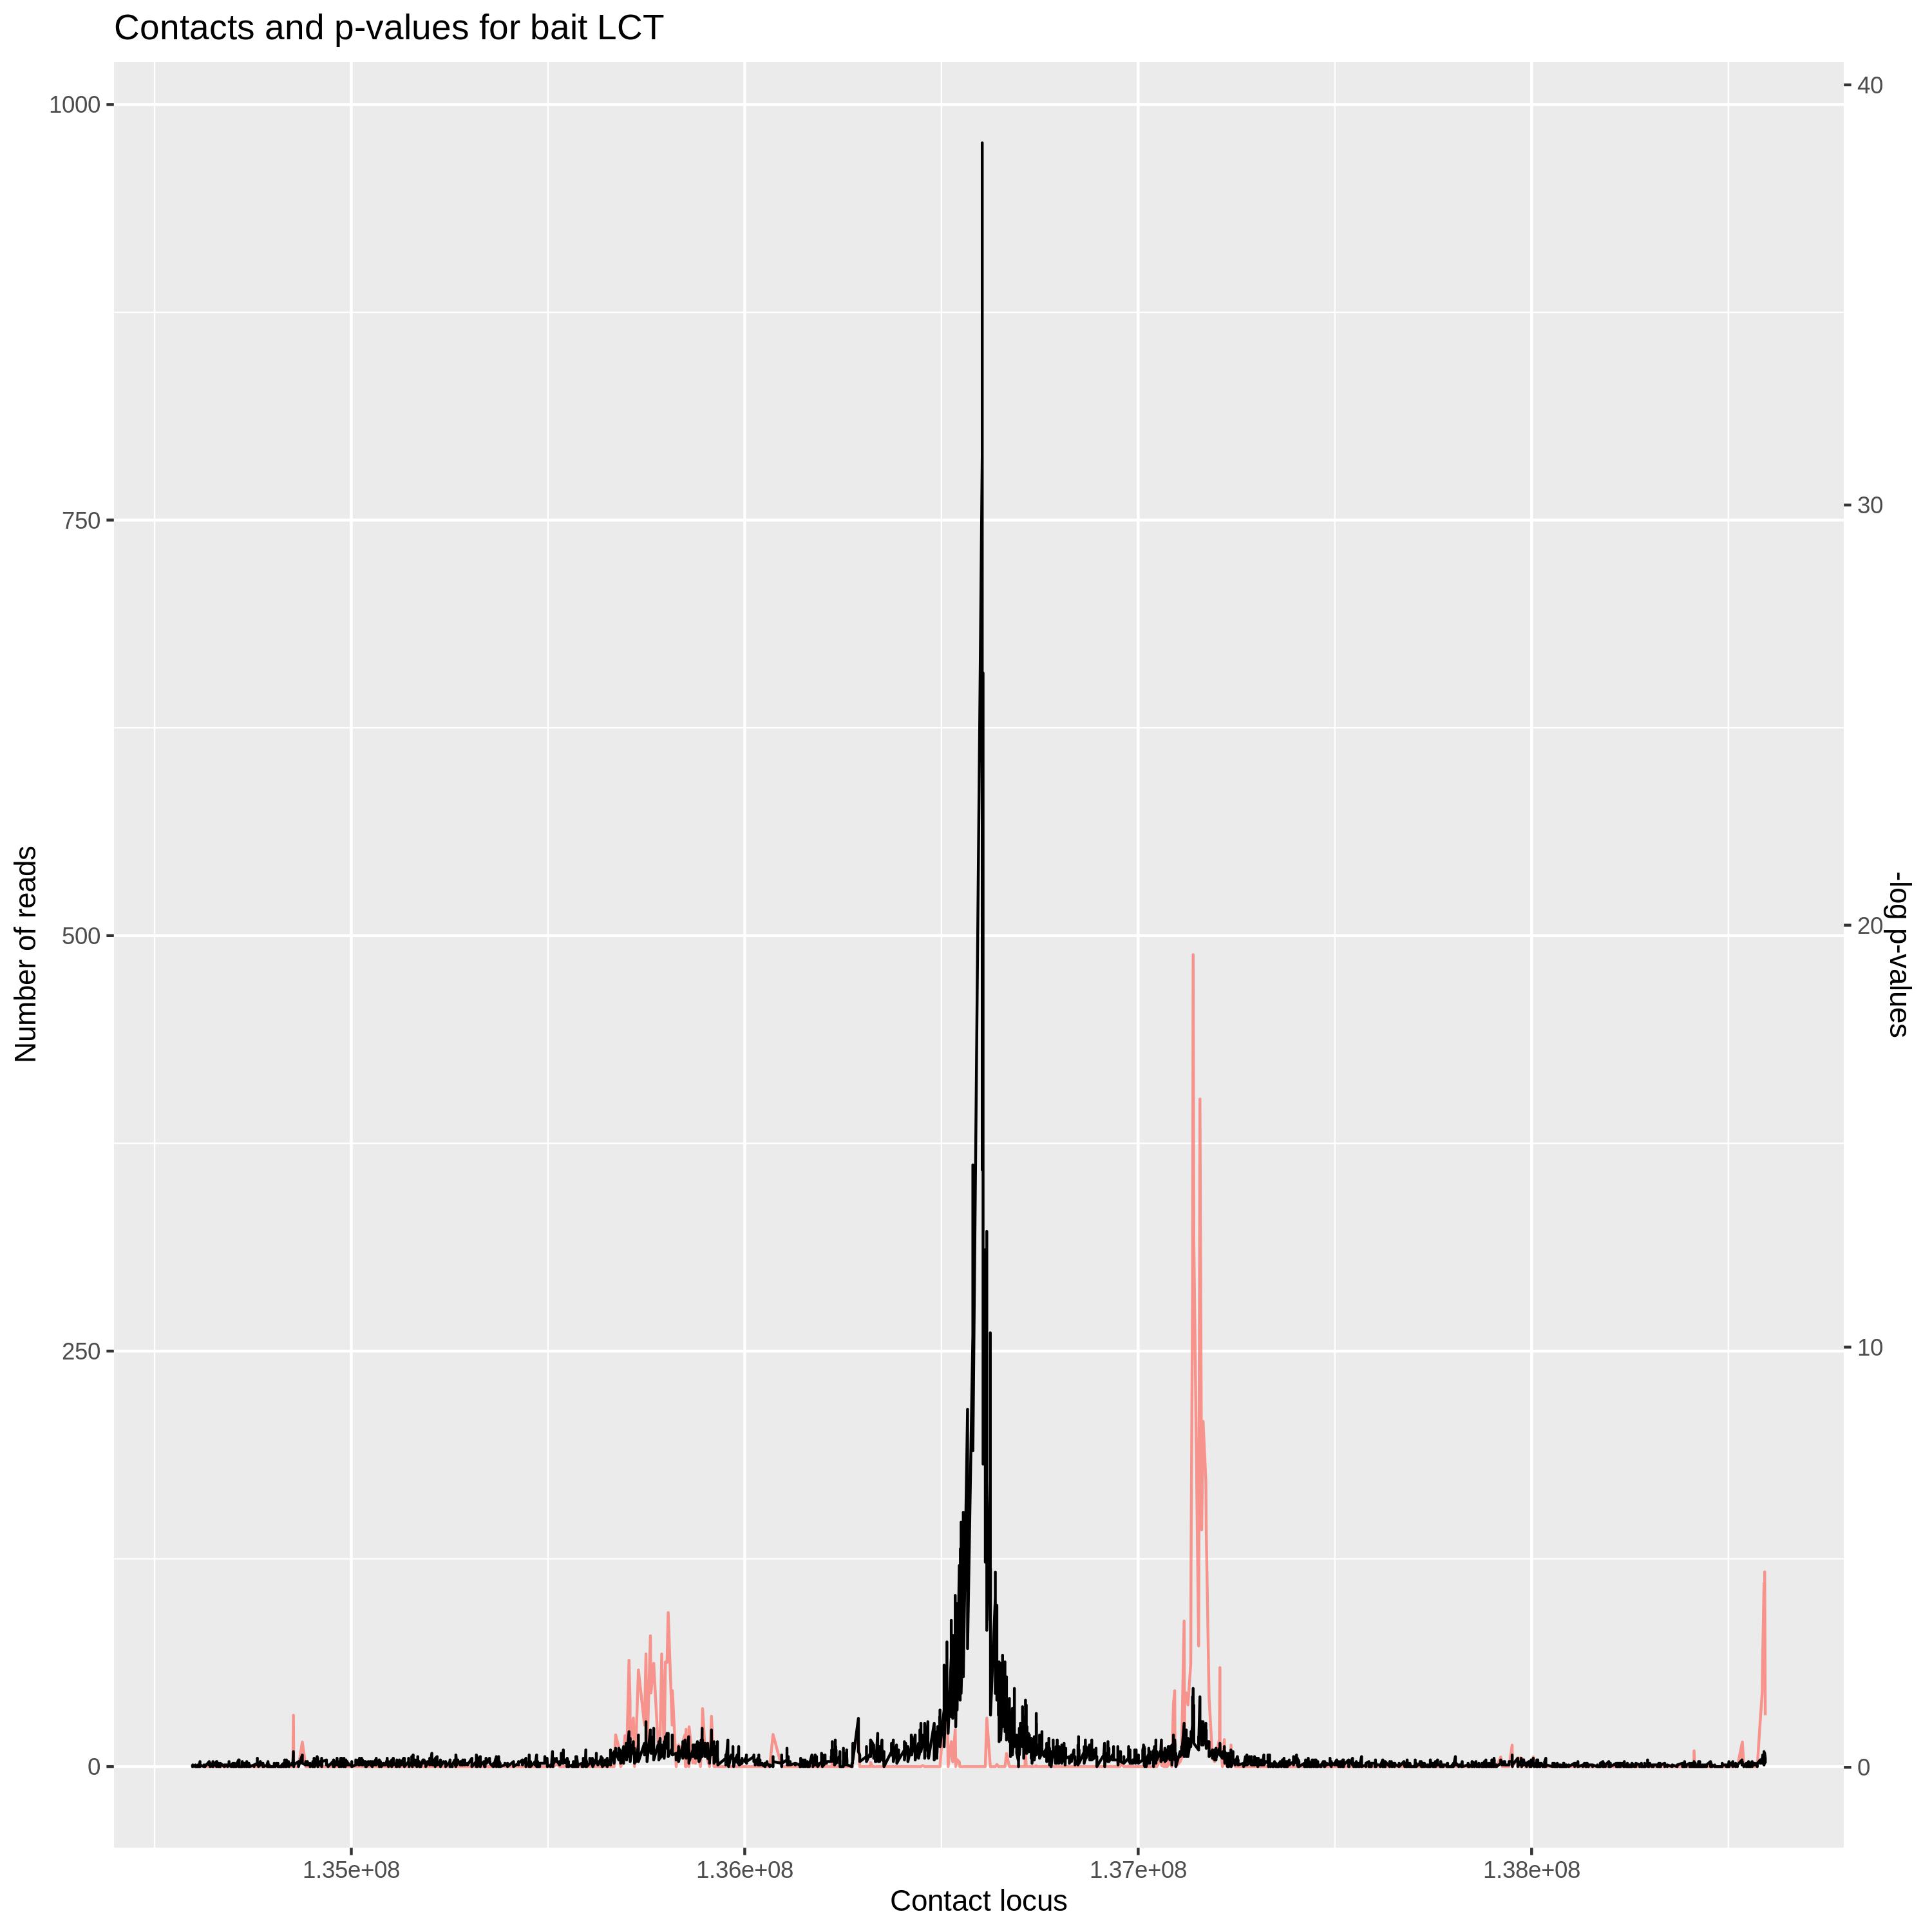 Contacts and p-values for bait LCT
1000
750
500
250
0
Number of reads
40
30
20
10
0
-log p-values
1.35e+08
1.36e+08
1.37e+08
1.38e+08
Contact locus